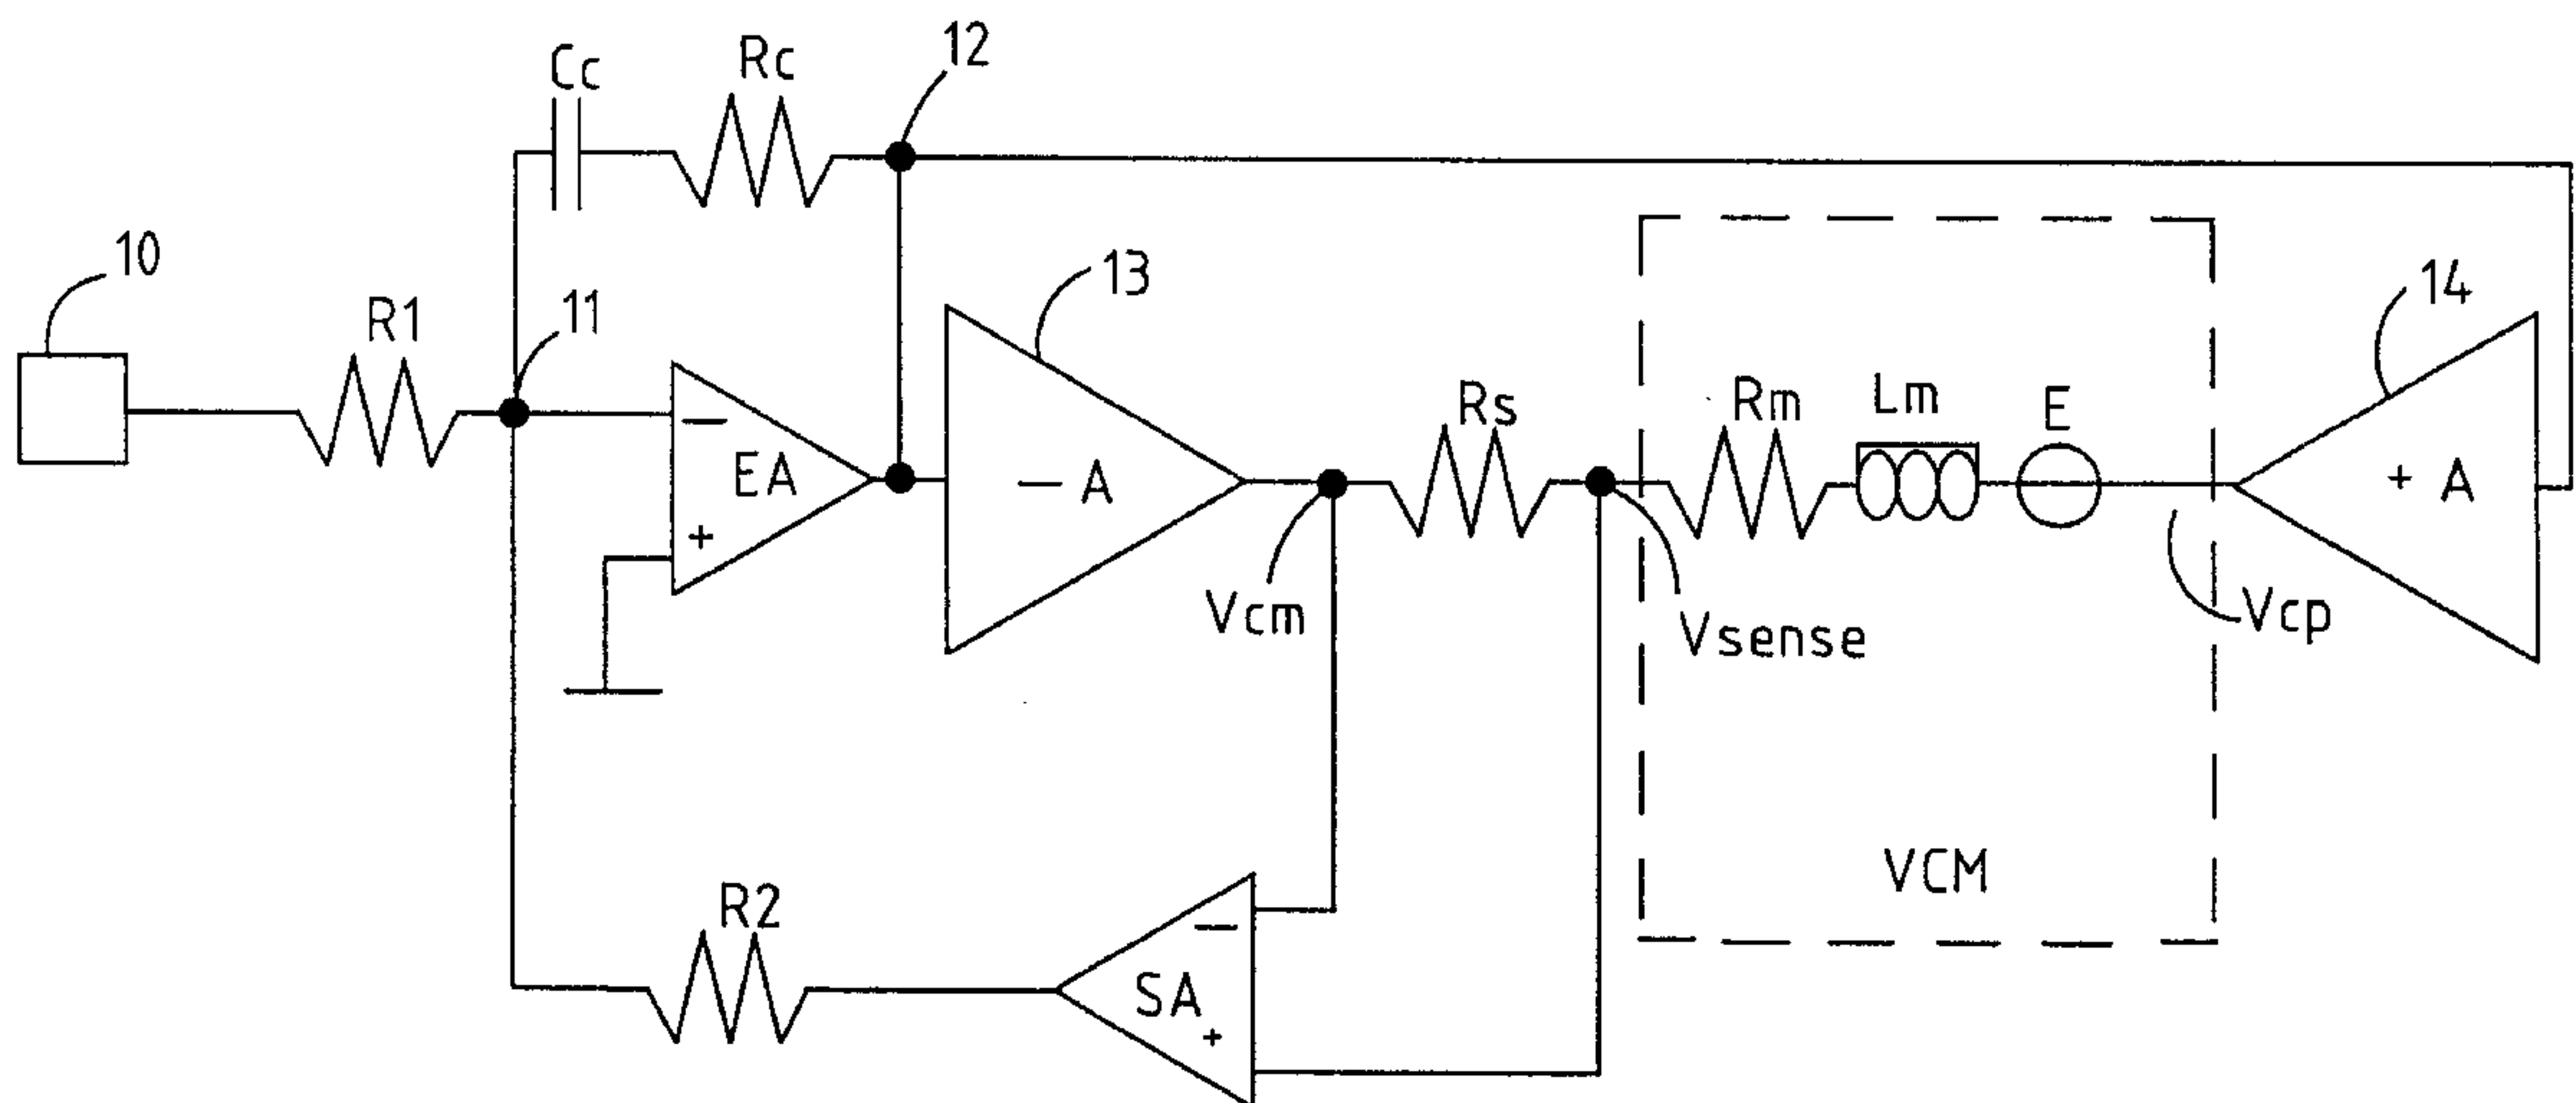 Cc
Rc
12
10
R1
11
13
14
Rs
Rm
Lm
E
−
EA
+
− A
+ A
Vcm
Vsense
Vcp
R2
VCM
−
SA
+